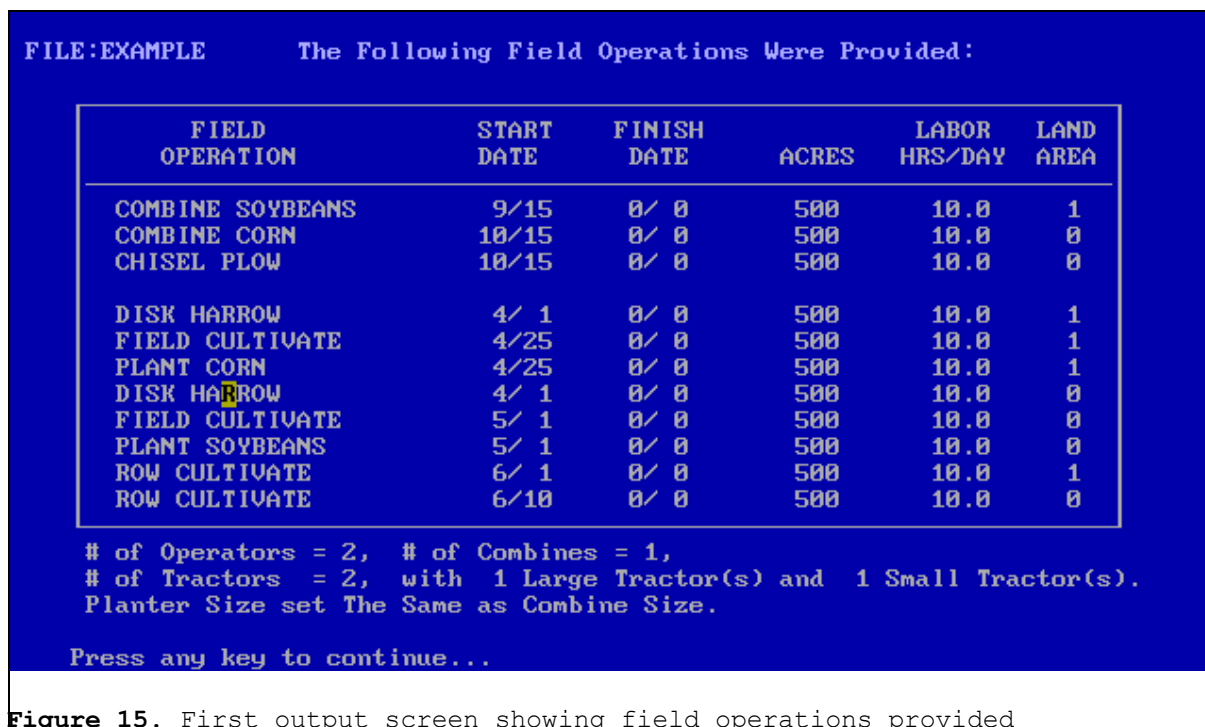 FILE:EXAMPLE The Following Field Operations Were Provided:
FIELD START FINISH LABOR LAND
OPERATION DATE DATE ACRES HRS/DAY AREA
COMBINE SOYBEANS 9/15 0/ 0 500 10.0 1
COMBINE CORN 10/15 0/ 0 500 10.0 0
CHISEL PLOW 10/15 0/ 0 500 10.0 0
DISK HARROW 4/ 1 0/ 0 500 10.0 1
FIELD CULTIVATE 4/25 0/ 0 500 10.0 1
PLANT CORN 4/25 0/ 0 500 10.0 1
DISK HARROW 4/ 1 0/ 0 500 10.0 0
FIELD CULTIVATE 5/ 1 0/ 0 500 10.0 0
PLANT SOYBEANS 5/ 1 0/ 0 500 10.0 0
ROW CULTIVATE 6/ 1 0/ 0 500 10.0 1
ROW CULTIVATE 6/10 0/ 0 500 10.0 0
# of Operators = 2, # of Combines = 1,
# of Tractors = 2, with 1 Large Tractor(s) and 1 Small Tractor(s).
Planter Size set The Same as Combine Size.
Press any key to continue...
Figure 15. First output screen showing field operations provided